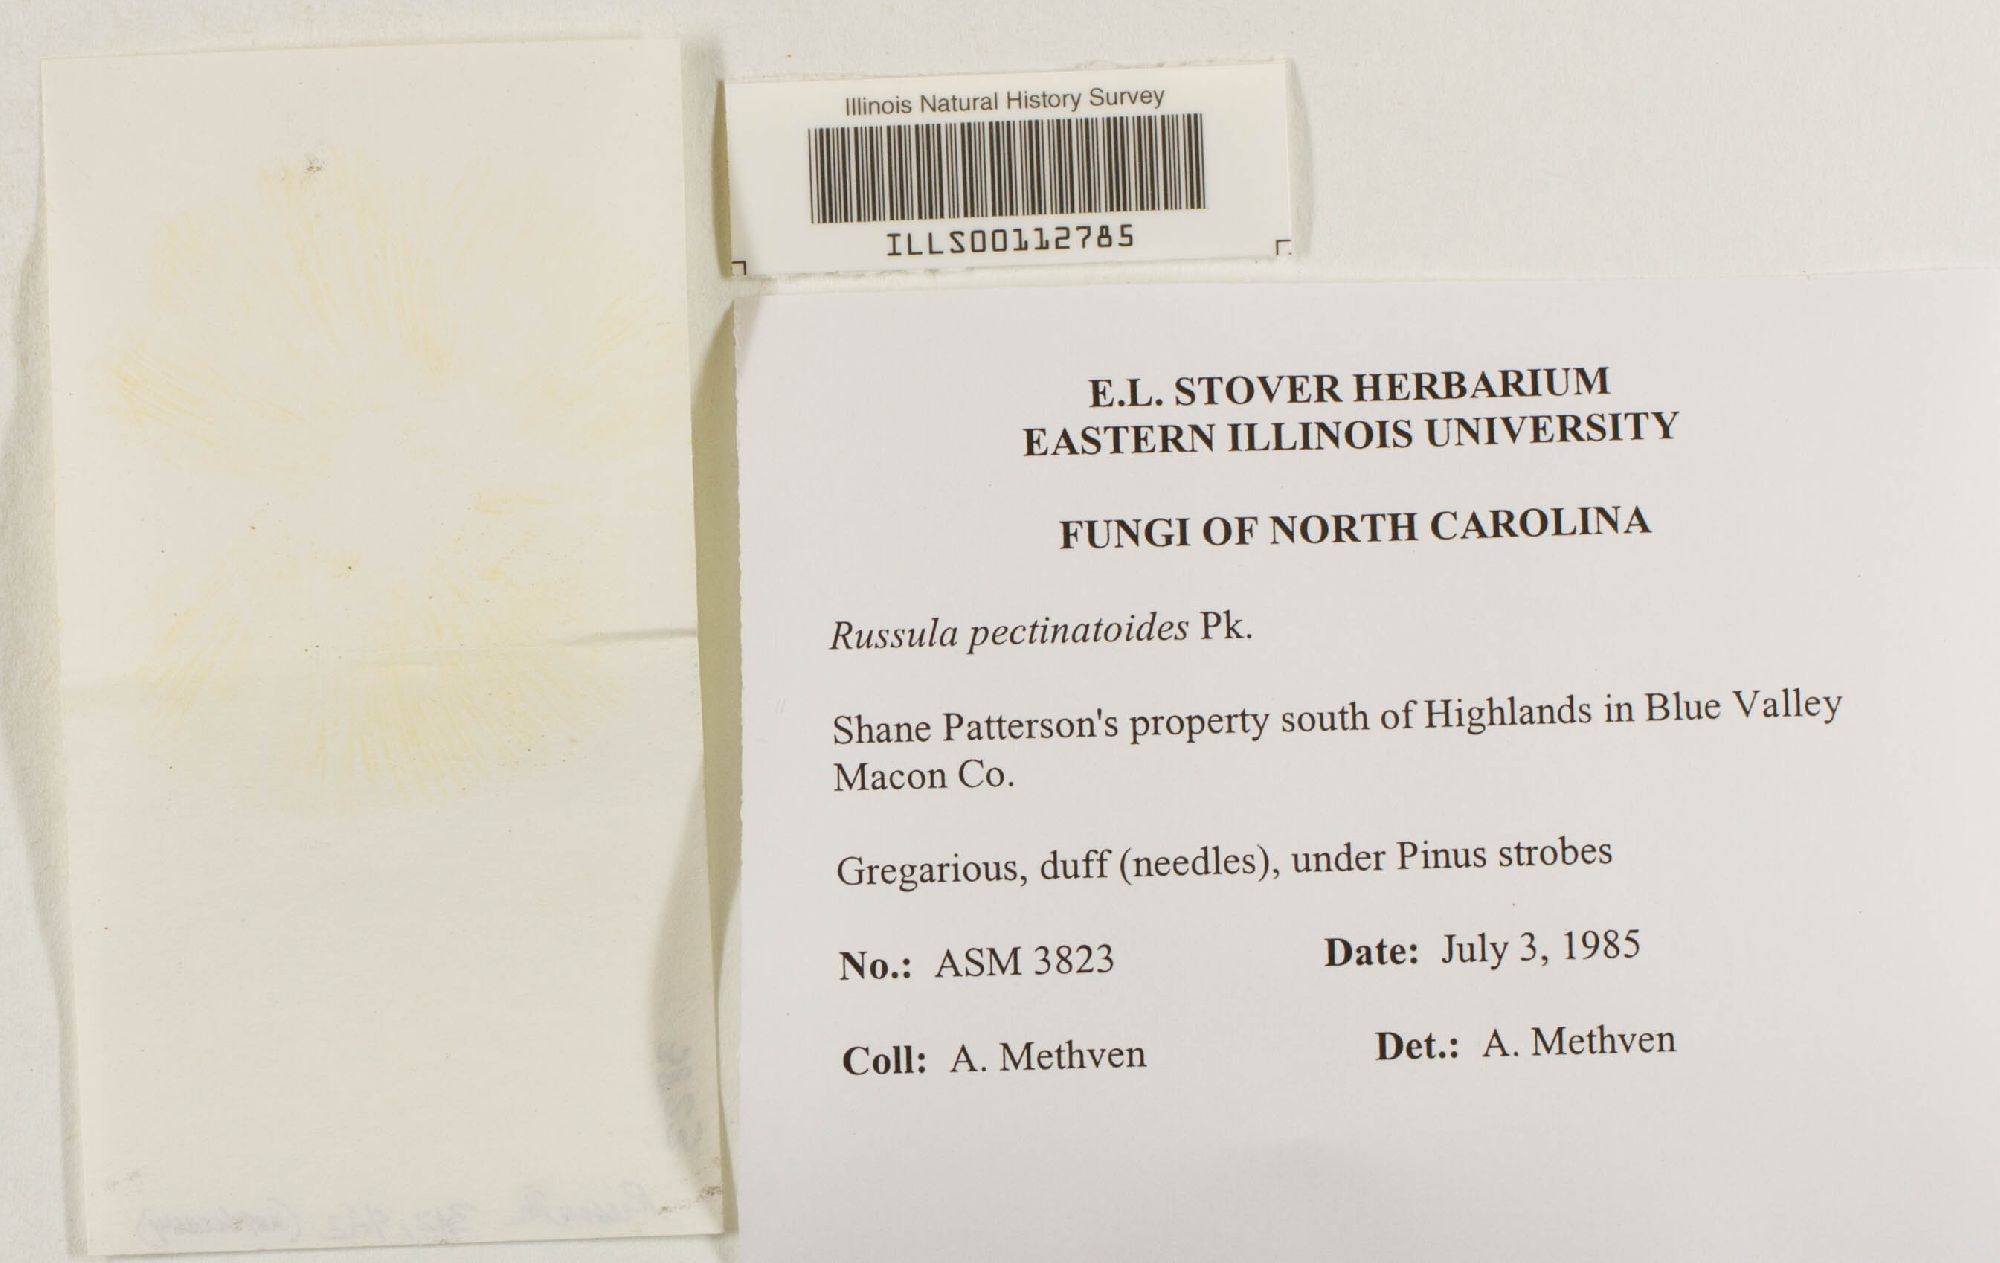 Illinois Natural History Survey
ILLS00112785
E.L. STOVER HERBARIUM
EASTERN ILLINOIS UNIVERSITY
FUNGI OF NORTH CAROLINA
Russula pectinatoides Pk.
Shane Patterson's property south of Highlands in Blue Valley
Macon Co.
Gregarious, duff (needles), under Pinus strobes
No.: ASM 3823 Date: July 3, 1985
Coll: A. Methven Det.: A. Methven